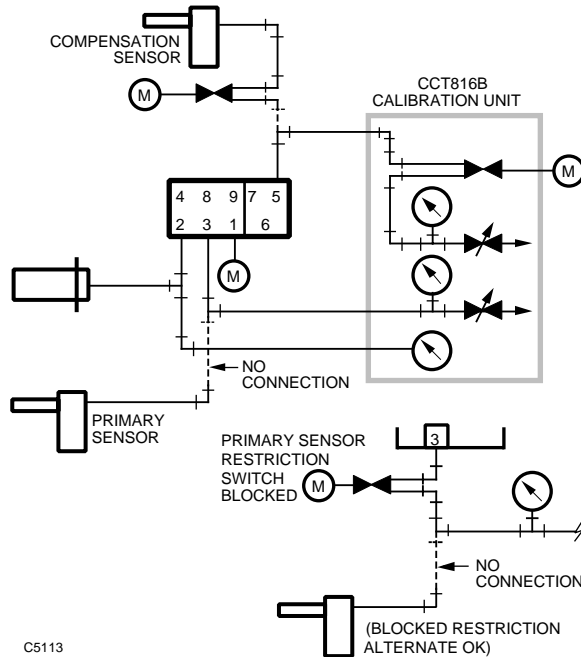 COMPENSATION
SENSOR
M
CCT816B
CALIBRATION UNIT
M
4 8 9 7 5
2 3 1 6
M
NO
CONNECTION
PRIMARY
SENSOR
PRIMARY SENSOR
RESTRICTION
SWITCH
BLOCKED
M
3
NO
CONNECTION
(BLOCKED RESTRICTION
ALTERNATE OK)
C5113